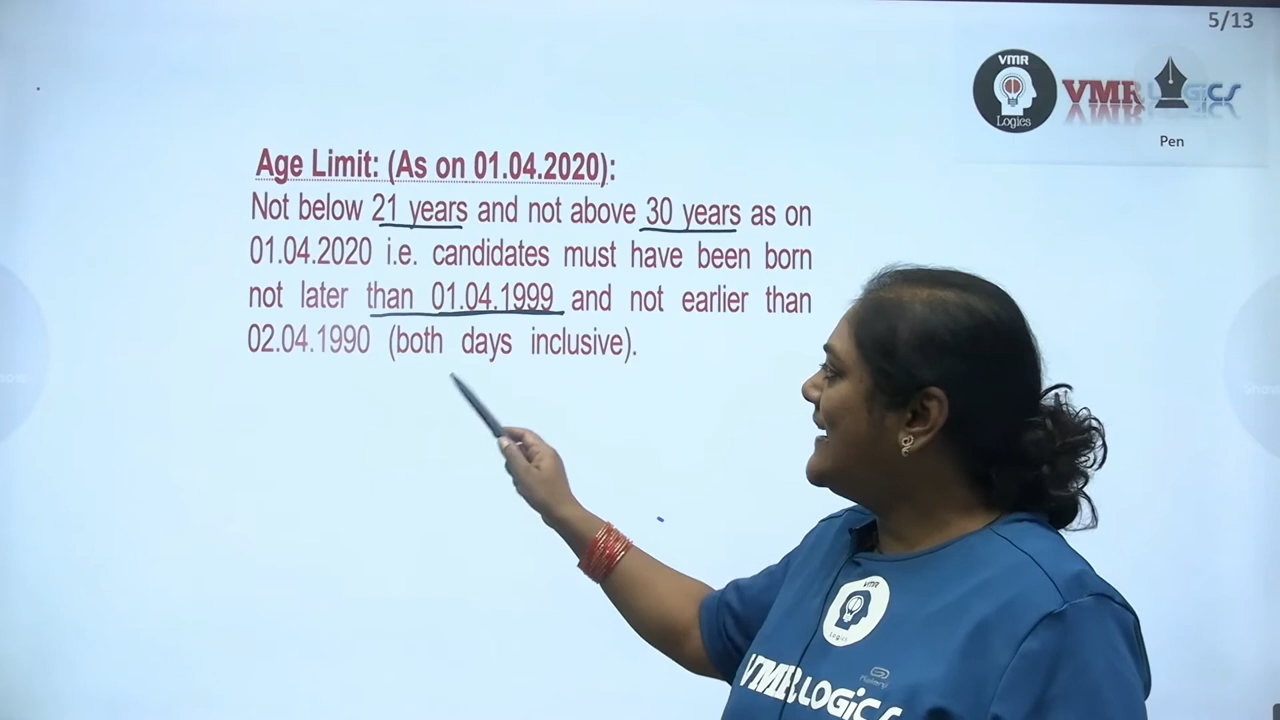 5/13
VMR
Logics
VMR LOGiCS
Pen
Age Limit: (As on 01.04.2020):
Not below 21 years and not above 30 years as on
01.04.2020 i.e. candidates must have been born
not later than 01.04.1999 and not earlier than
02.04.1990 (both days inclusive).
VMR
Logics
VMR LOGiCS